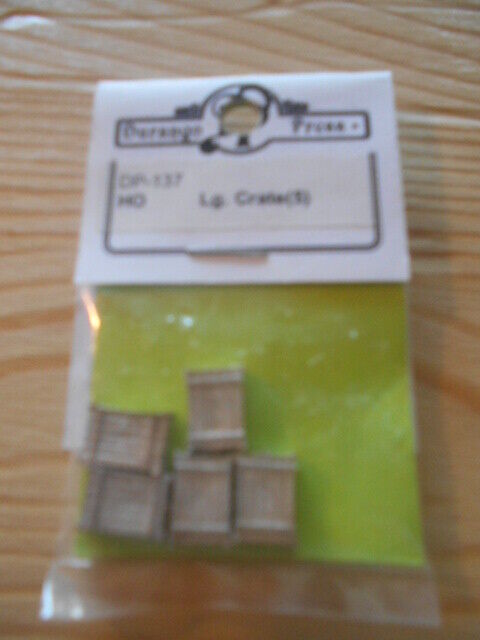 Durango Press
DP-137
HO Lg. Crate(5)